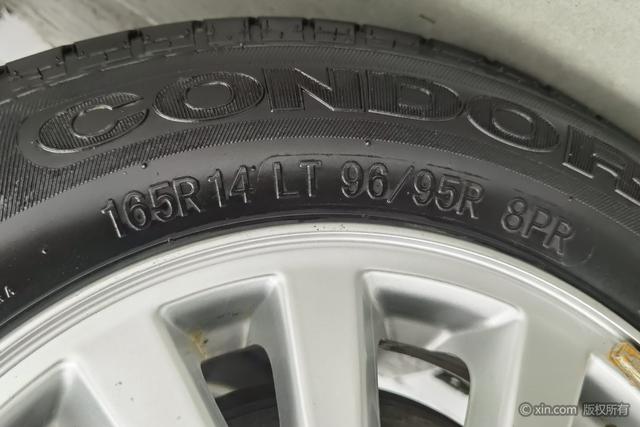 CONDOR
165R14 LT 96/95R 8PR
©xin.com 版权所有